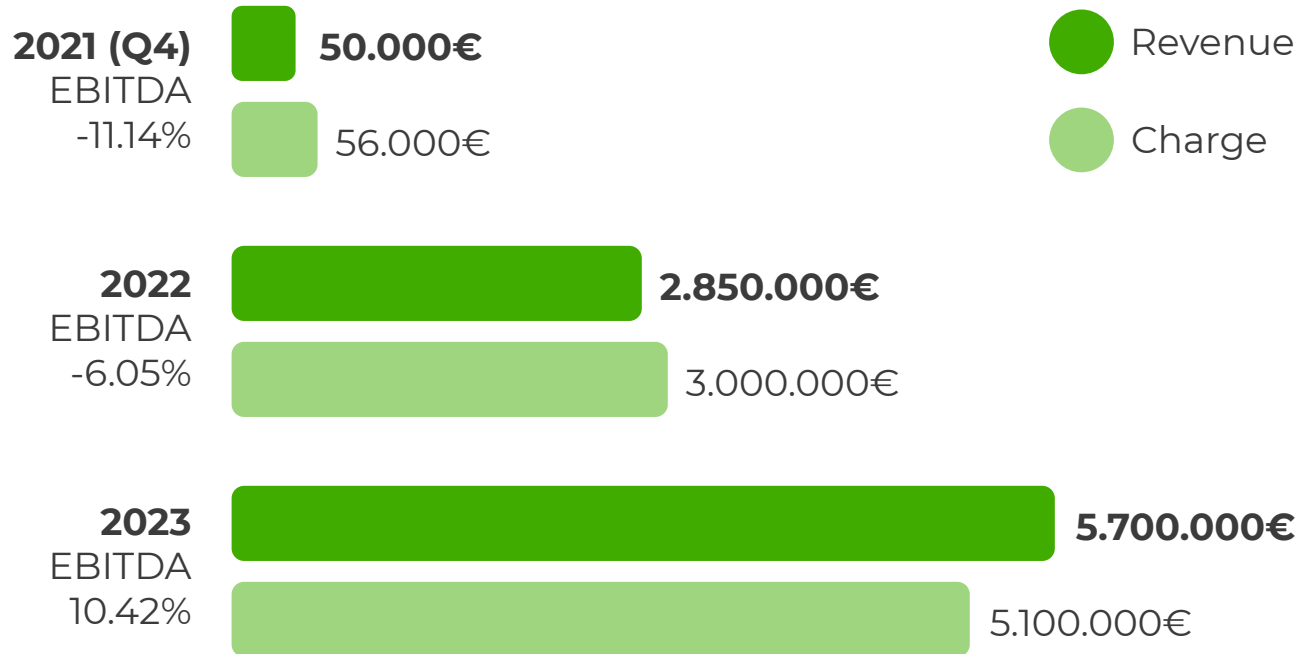 2021 (Q4)
EBITDA
-11.14%
50.000€
56.000€
Revenue
Charge
2022
EBITDA
-6.05%
2.850.000€
3.000.000€
2023
EBITDA
10.42%
5.700.000€
5.100.000€